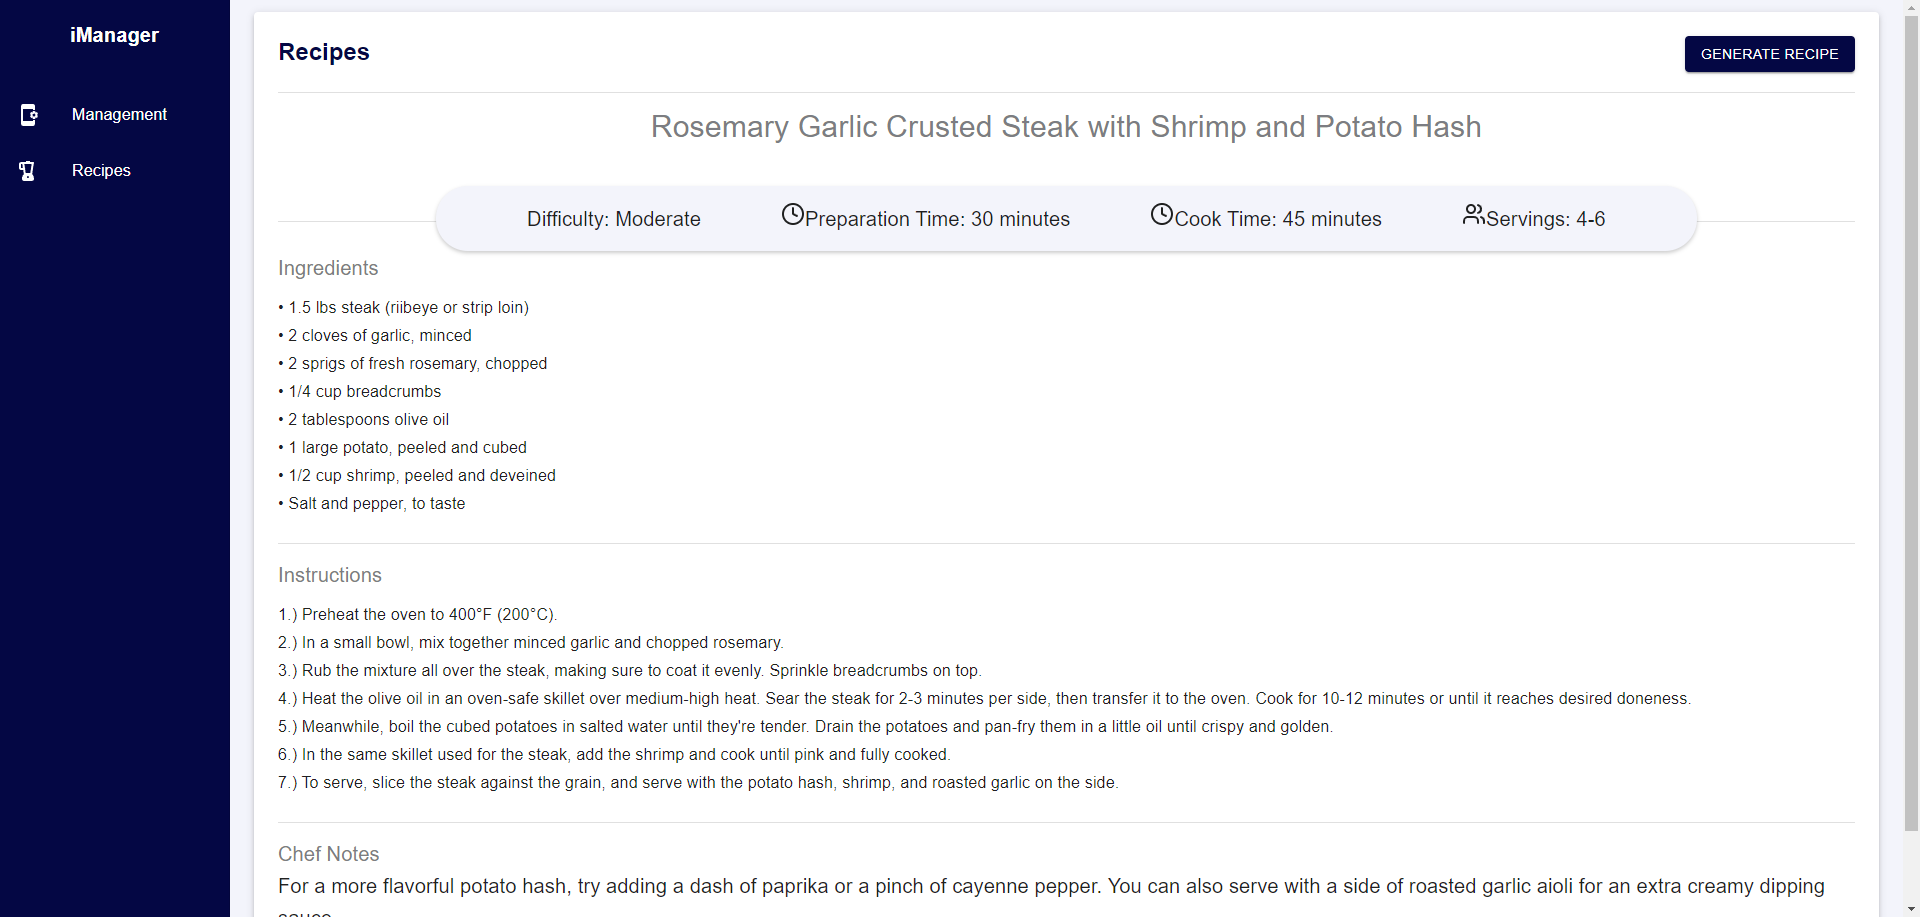 iManager
Management
Recipes
Recipes
GENERATE RECIPE
Rosemary Garlic Crusted Steak with Shrimp and Potato Hash
Difficulty: Moderate
Preparation Time: 30 minutes
Cook Time: 45 minutes
Servings: 4-6
Ingredients
• 1.5 lbs steak (riibeye or strip loin)
• 2 cloves of garlic, minced
• 2 sprigs of fresh rosemary, chopped
• 1/4 cup breadcrumbs
• 2 tablespoons olive oil
• 1 large potato, peeled and cubed
• 1/2 cup shrimp, peeled and deveined
• Salt and pepper, to taste
Instructions
1.) Preheat the oven to 400°F (200°C).
2.) In a small bowl, mix together minced garlic and chopped rosemary.
3.) Rub the mixture all over the steak, making sure to coat it evenly. Sprinkle breadcrumbs on top.
4.) Heat the olive oil in an oven-safe skillet over medium-high heat. Sear the steak for 2-3 minutes per side, then transfer it to the oven. Cook for 10-12 minutes or until it reaches desired doneness.
5.) Meanwhile, boil the cubed potatoes in salted water until they're tender. Drain the potatoes and pan-fry them in a little oil until crispy and golden.
6.) In the same skillet used for the steak, add the shrimp and cook until pink and fully cooked.
7.) To serve, slice the steak against the grain, and serve with the potato hash, shrimp, and roasted garlic on the side.
Chef Notes
For a more flavorful potato hash, try adding a dash of paprika or a pinch of cayenne pepper. You can also serve with a side of roasted garlic aioli for an extra creamy dipping